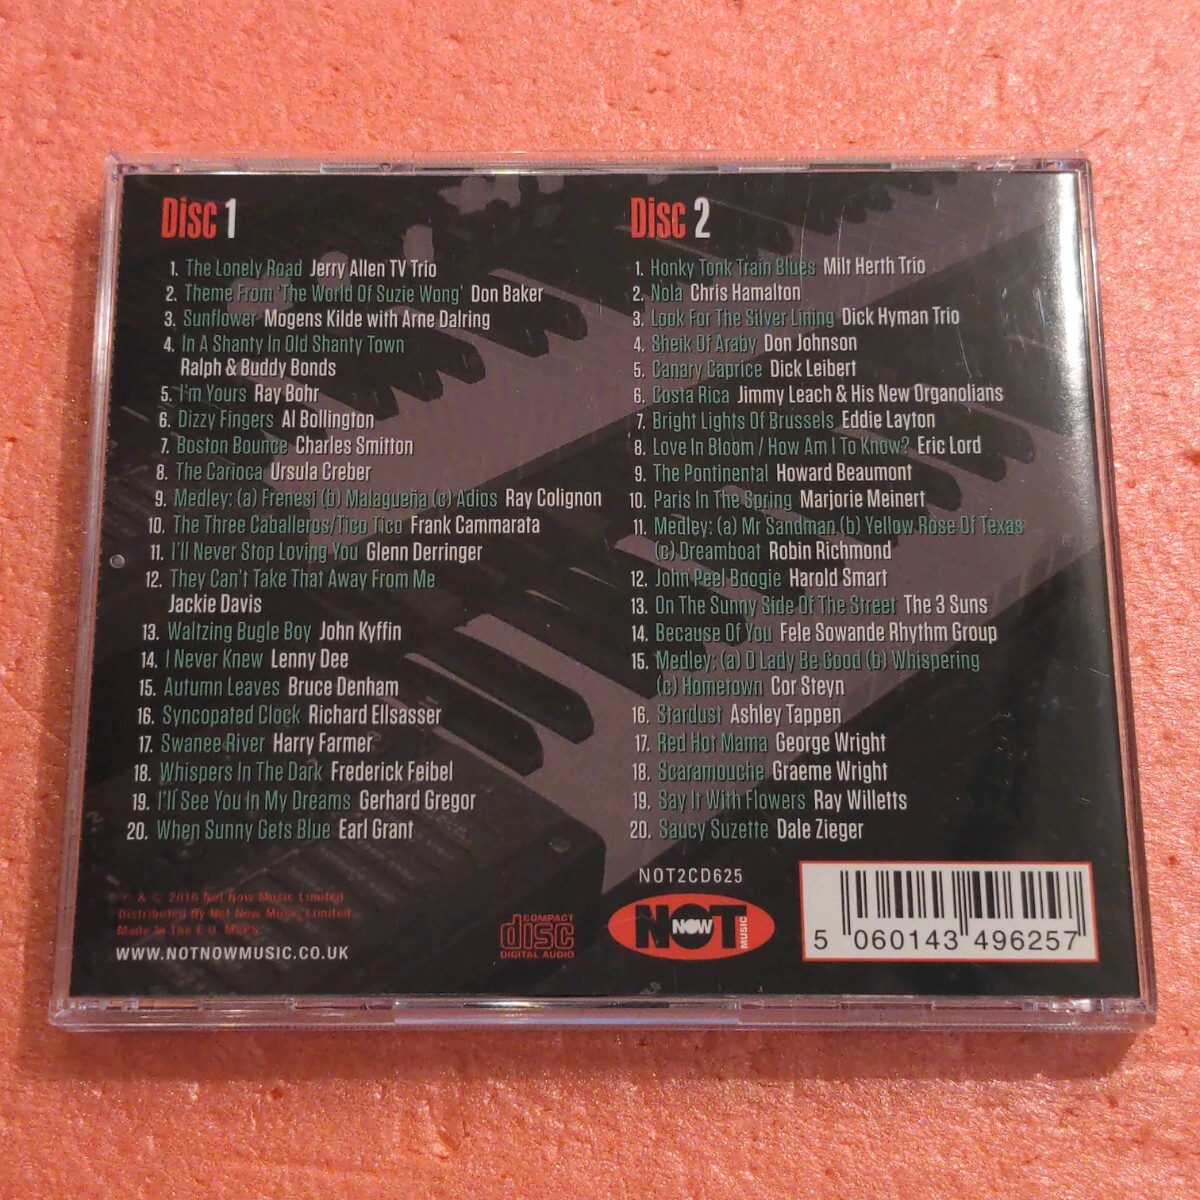 Disc 1
1. The Lonely Road Jerry Allen TV Trio
2. Theme From 'The World Of Suzie Wong' Don Baker
3. Sunflower Mogens Kilde with Arne Dalring
4. In A Shanty In Old Shanty Town
Ralph & Buddy Bonds
5. I'm Yours Ray Bohr
6. Dizzy Fingers Al Bollington
7. Boston Bounce Charles Smitton
8. The Carioca Ursula Creber
9. Medley: (a) Frenesi (b) Malagueña (c) Adios Ray Colignon
10. The Three Caballeros/Tico Tico Frank Cammarata
11. I'll Never Stop Loving You Glenn Derringer
12. They Can't Take That Away From Me
Jackie Davis
13. Waltzing Bugle Boy John Kyffin
14. I Never Knew Lenny Dee
15. Autumn Leaves Bruce Denham
16. Syncopated Clock Richard Ellsasser
17. Swanee River Harry Farmer
18. Whispers In The Dark Frederick Feibel
19. I'll See You In My Dreams Gerhard Gregor
20. When Sunny Gets Blue Earl Grant
Disc 2
1. Honky Tonk Train Blues Milt Herth Trio
2. Nola Chris Hamalton
3. Look For The Silver Lining Dick Hyman Trio
4. Sheik Of Araby Don Johnson
5. Canary Caprice Dick Leibert
6. Costa Rica Jimmy Leach & His New Organolians
7. Bright Lights Of Brussels Eddie Layton
8. Love In Bloom / How Am I To Know? Eric Lord
9. The Pontinental Howard Beaumont
10. Paris In The Spring Marjorie Meinert
11. Medley: (a) Mr Sandman (b) Yellow Rose Of Texas
(c) Dreamboat Robin Richmond
12. John Peel Boogie Harold Smart
13. On The Sunny Side Of The Street The 3 Suns
14. Because Of You Fele Sowande Rhythm Group
15. Medley: (a) O Lady Be Good (b) Whispering
(c) Hometown Cor Steyn
16. Stardust Ashley Tappen
17. Red Hot Mama George Wright
18. Scaramouche Graeme Wright
19. Say It With Flowers Ray Willetts
20. Saucy Suzette Dale Zieger
℗ & © 2016 Not Now Music Limited
Distributed By Not Now Music Limited
Made In The E.U. MCPS
WWW.NOTNOWMUSIC.CO.UK
COMPACT
disc
DIGITAL AUDIO
NOT2CD625
NOT NOW MUSIC
5 060143 496257